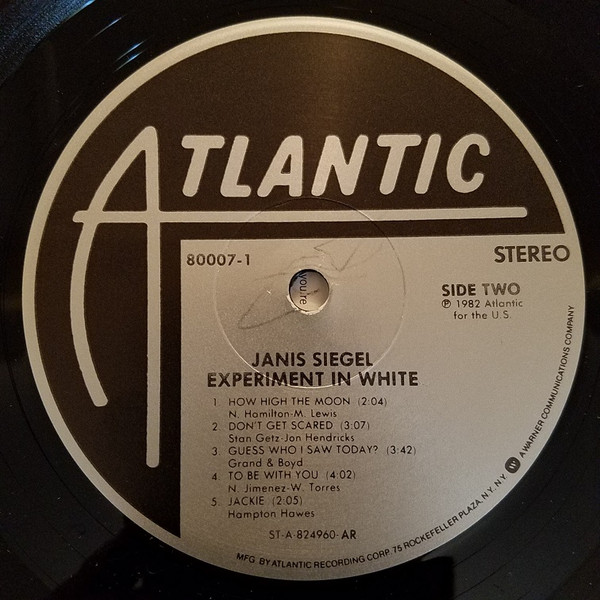 ATLANTIC
80007-1
STEREO
you're
SIDE TWO
℗ 1982 Atlantic
for the U.S.
JANIS SIEGEL
EXPERIMENT IN WHITE
1. HOW HIGH THE MOON (2:04)
N. Hamilton-M. Lewis
2. DON'T GET SCARED (3:07)
Stan Getz-Jon Hendricks
3. GUESS WHO I SAW TODAY? (3:42)
Grand & Boyd
4. TO BE WITH YOU (4:02)
N. Jimenez-W. Torres
5. JACKIE (2:05)
Hampton Hawes
ST-A-824960-AR
MFG. BY ATLANTIC RECORDING CORP. 75 ROCKEFELLER PLAZA, N.Y., N.Y. W A WARNER COMMUNICATIONS COMPANY